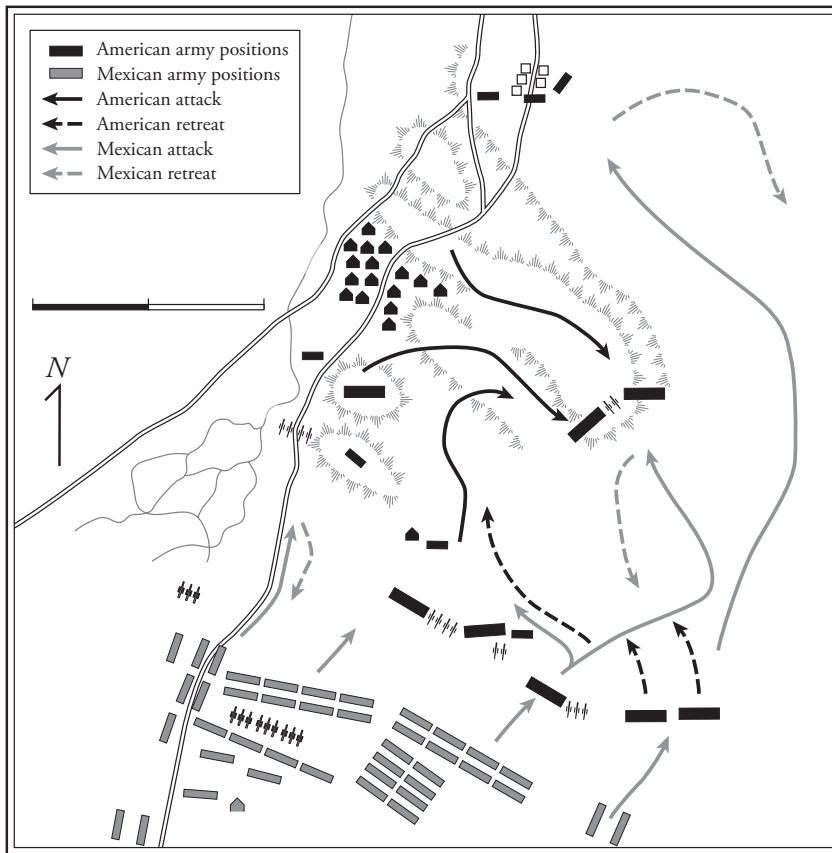 American army positions
Mexican army positions
American attack
American retreat
Mexican attack
Mexican retreat
N